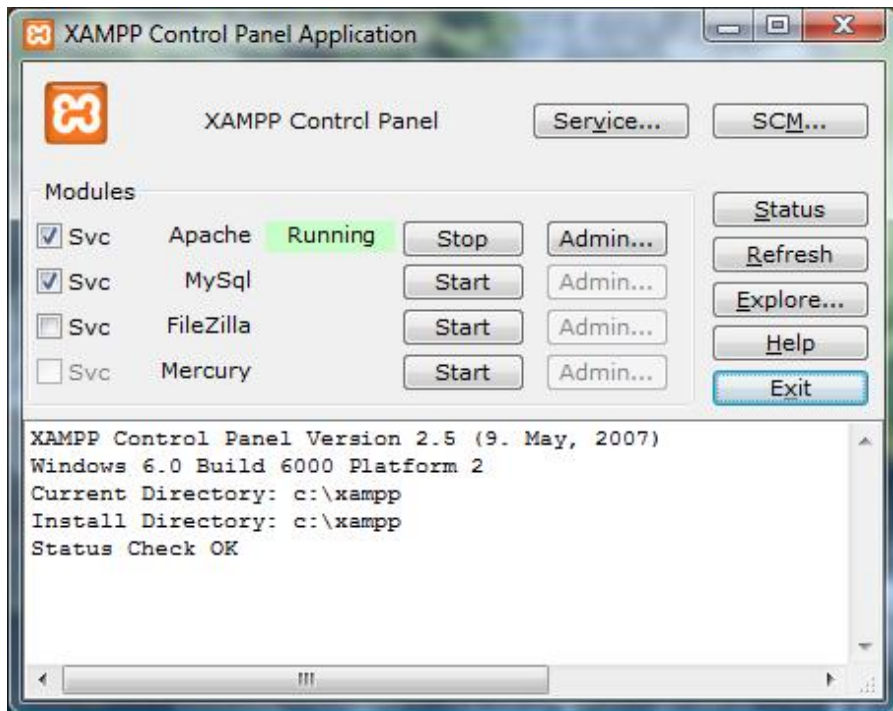 XAMPP Control Panel Application
XAMPP Control Panel Service... SCM...
Modules
Svc Apache Running Stop Admin...
Svc MySql Start Admin...
Svc FileZilla Start Admin...
Svc Mercury Start Admin...
Status
Refresh
Explore...
Help
Exit
XAMPP Control Panel Version 2.5 (9. May, 2007)
Windows 6.0 Build 6000 Platform 2
Current Directory: c:\xampp
Install Directory: c:\xampp
Status Check OK